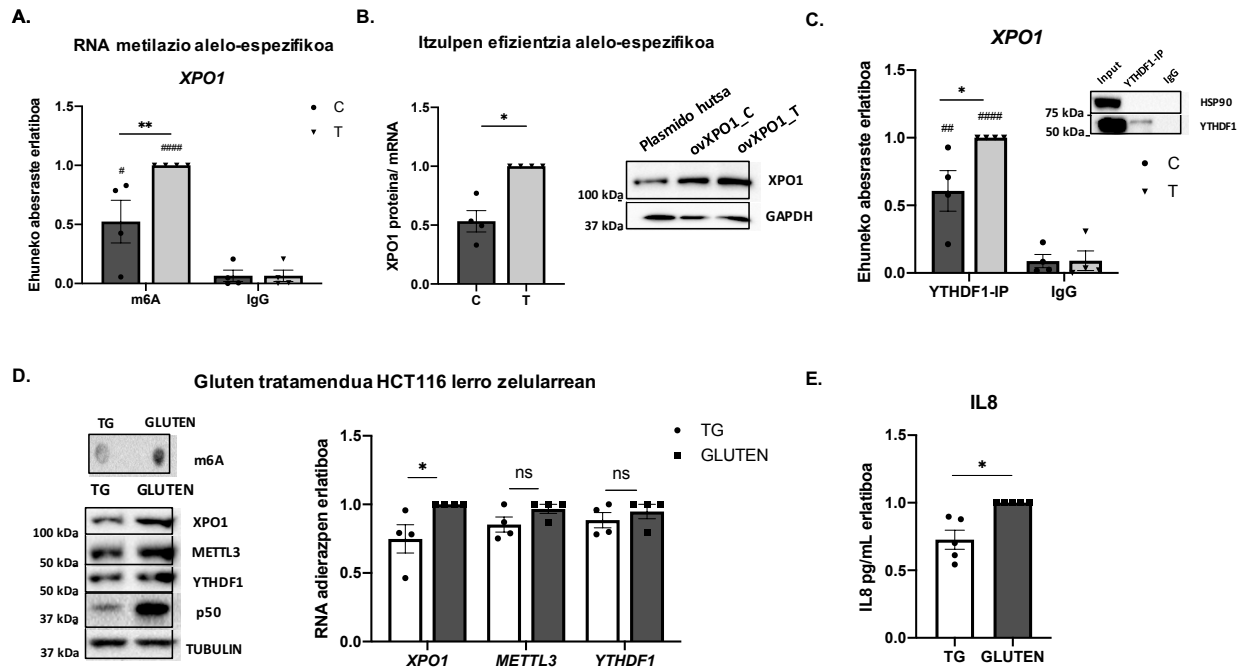 A.
RNA metilazio alelo-espezifikoa
XPO1
Ehuneko abesraste erlatiboa
1.5
1.0
0.5
0.0
**
#
####
m6A
IgG
C
T
B.
Itzulpen efizientzia alelo-espezifikoa
XPO1 proteina/ mRNA
1.5
1.0
0.5
0.0
*
C
T
Plasmido hutsa
ovXPO1_C
ovXPO1_T
100 kDa
XPO1
37 kDa
GAPDH
C.
XPO1
Ehuneko abesraste erlatiboa
1.5
1.0
0.5
0.0
*
##
####
YTHDF1-IP
IgG
Input
YTHDF1-IP
IgG
75 kDa
HSP90
50 kDa
YTHDF1
C
T
D.
Gluten tratamendua HCT116 lerro zelularrean
TG
GLUTEN
m6A
TG
GLUTEN
XPO1
100 kDa
METTL3
50 kDa
YTHDF1
50 kDa
p50
37 kDa
TUBULIN
50 kDa
RNA adierazpen erlatiboa
1.5
1.0
0.5
0.0
*
ns
ns
XPO1
METTL3
YTHDF1
TG
GLUTEN
E.
IL8
IL8 pg/mL erlatiboa
1.5
1.0
0.5
0.0
*
TG
GLUTEN